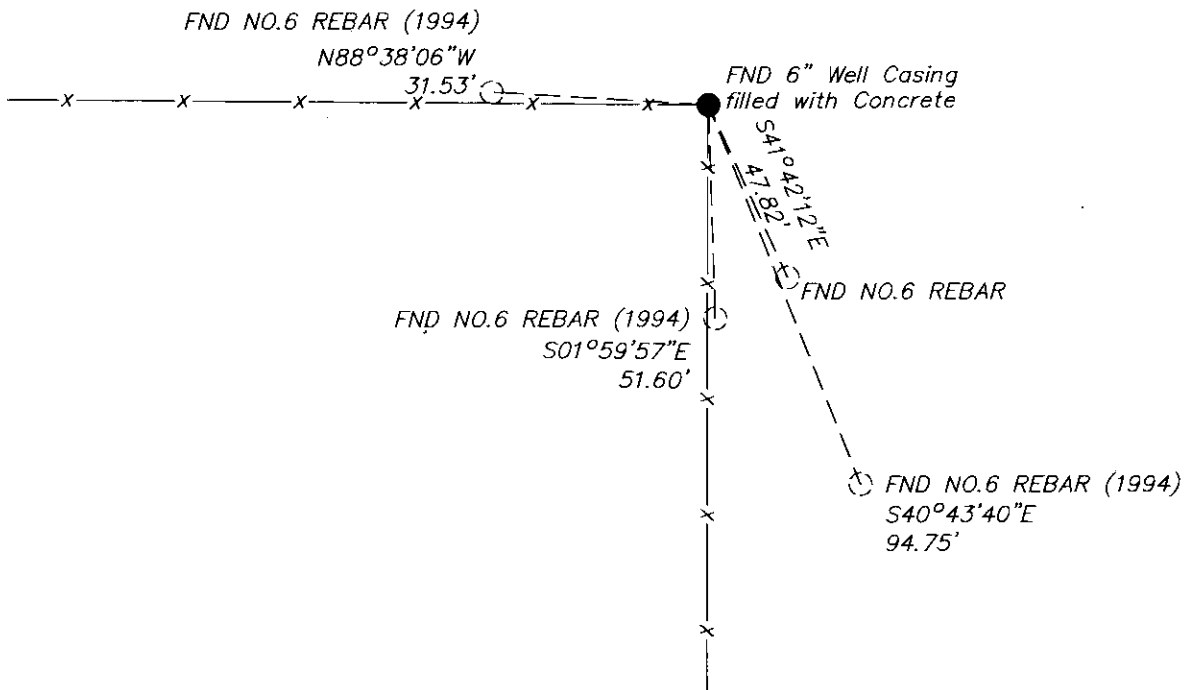 FND NO.6 REBAR (1994)
N88°38'06"W
31.53'
FND 6" Well Casing
filled with Concrete
S41°42'12"E
47.82'
FND NO.6 REBAR
FND NO.6 REBAR (1994)
S01°59'57"E
51.60'
FND NO.6 REBAR (1994)
S40°43'40"E
94.75'